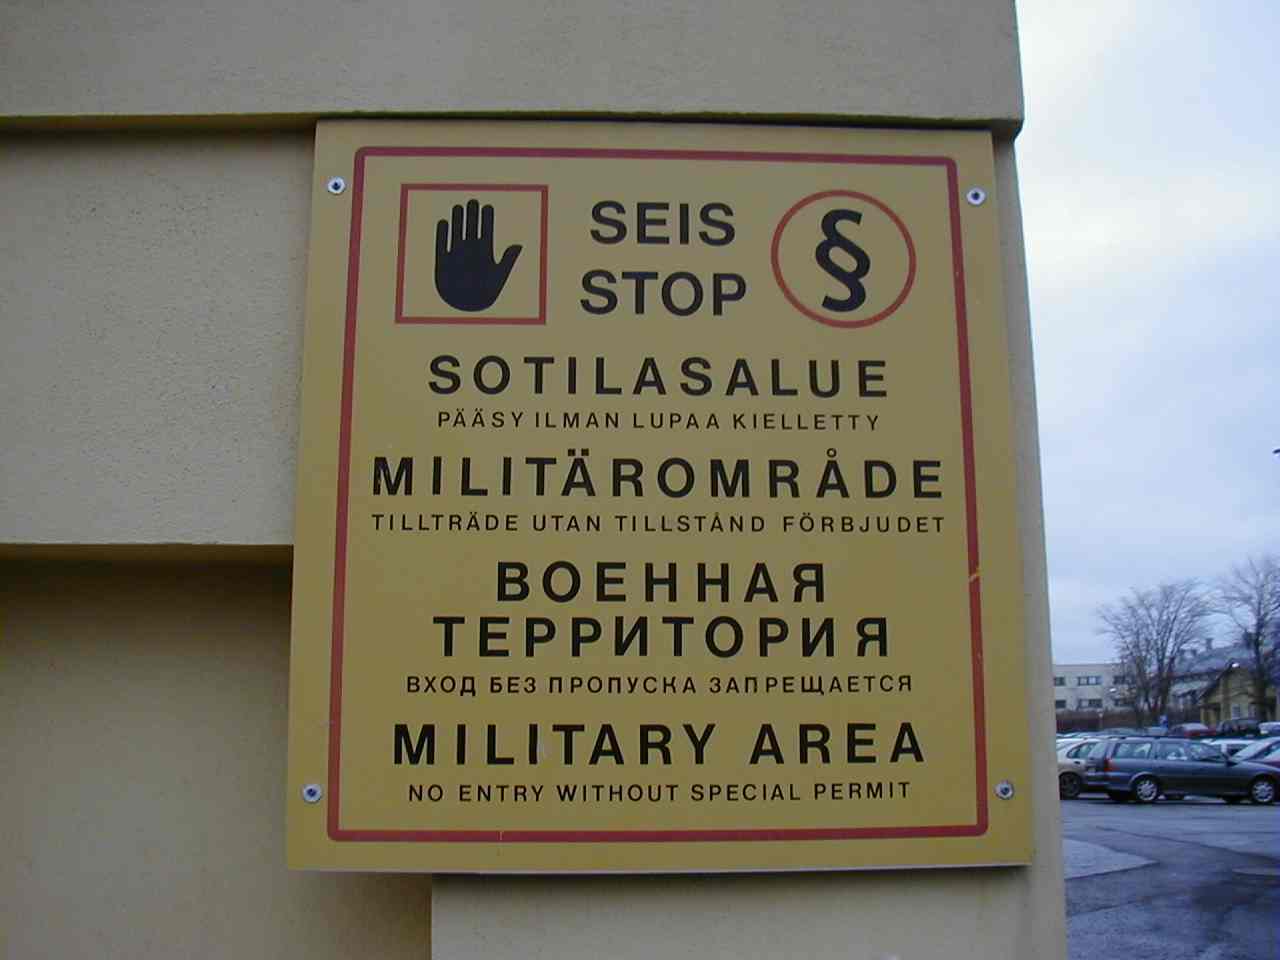 SEIS
STOP
§
SOTILASALUE
PÄÄSY ILMAN LUPAA KIELLETTY
MILITÄROMRÅDE
TILLTRÄDE UTAN TILLSTÅND FÖRBJUDET
ВОЕННАЯ
ТЕРРИТОРИЯ
ВХОД БЕЗ ПРОПУСКА ЗАПРЕЩАЕТСЯ
MILITARY AREA
NO ENTRY WITHOUT SPECIAL PERMIT